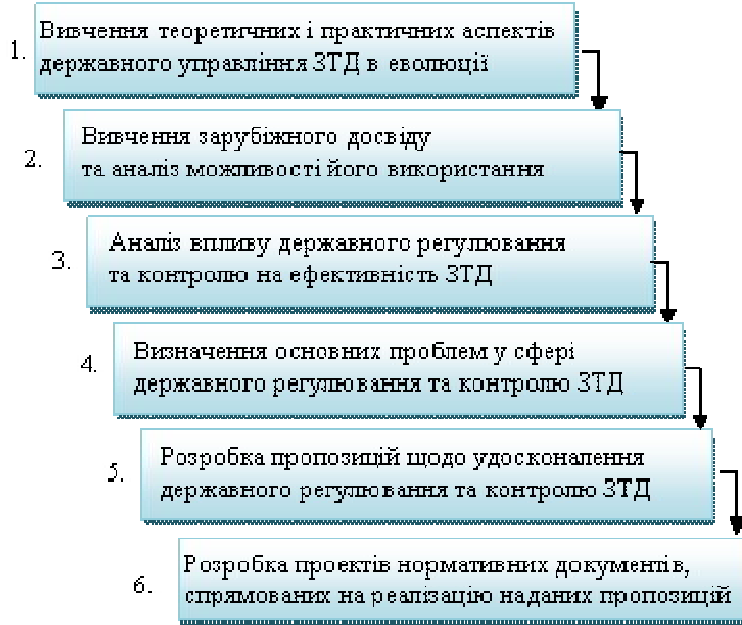 1. Вивчення теоретичних і практичних аспектів
державного управління ЗТД в еволюції
2. Вивчення зарубіжного досвіду
та аналіз можливості його використання
3. Аналіз впливу державного регулювання
та контролю на ефективність ЗТД
4. Визначення основних проблем у сфері
державного регулювання та контролю ЗТД
5. Розробка пропозицій щодо удосконалення
державного регулювання та контролю ЗТД
6. Розробка проектів нормативних документів,
спрямованих на реалізацію наданих пропозицій